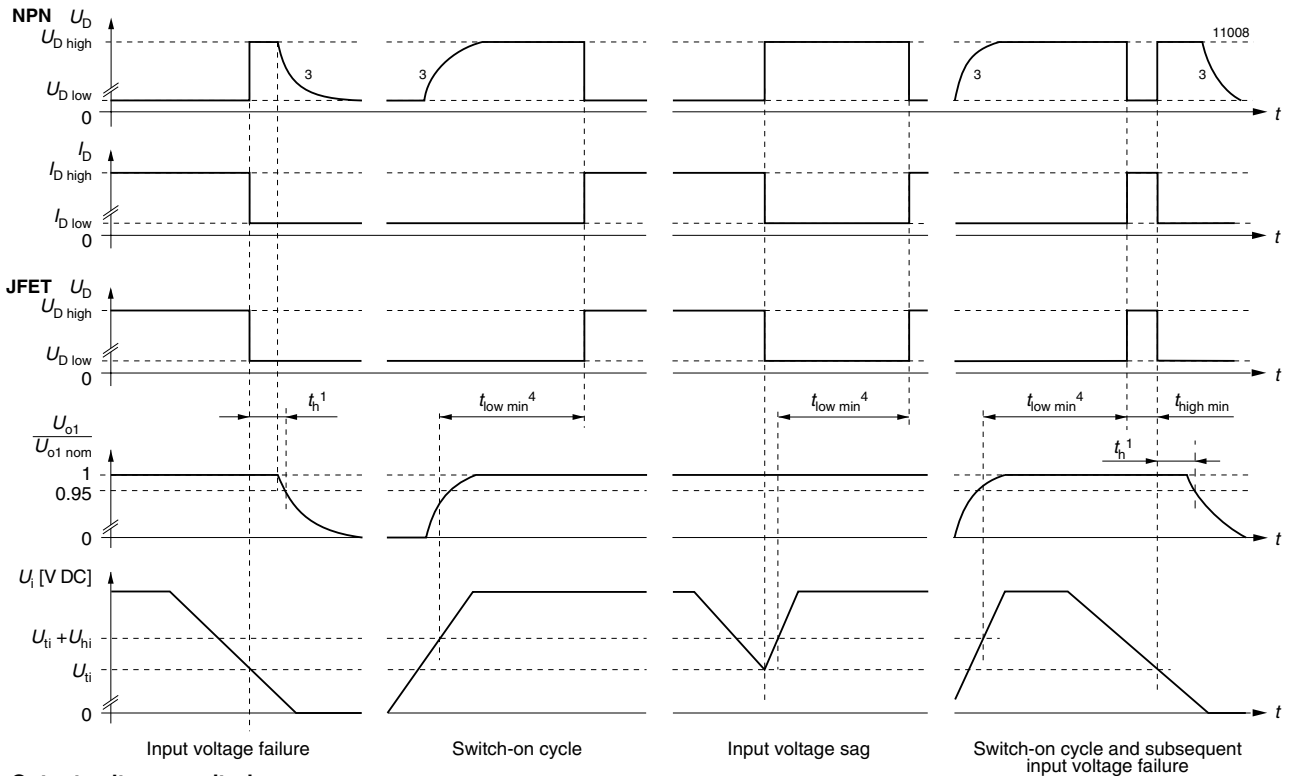 NPN U_D
U_D high
11008
3
3
3
3
U_D low
0
t
I_D
I_D high
I_D low
0
t
JFET U_D
U_D high
U_D low
0
t
t_h^1
t_low min^4
t_low min^4
t_low min^4
t_high min
U_o1
U_o1 nom
t_h^1
1
0.95
0
t
U_i [V DC]
U_ti + U_hi
U_ti
0
t
Input voltage failure
Switch-on cycle
Input voltage sag
Switch-on cycle and subsequent
input voltage failure